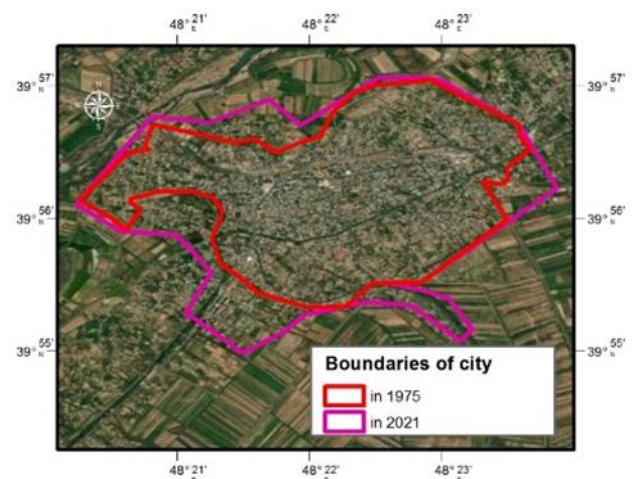 48° 21' E
48° 22' E
48° 23' E
39° 57' N
39° 57' N
N
W E
S
39° 56' N
39° 56' N
39° 55' N
39° 55' N
Boundaries of city
in 1975
in 2021
48° 21' E
48° 22' E
48° 23' E